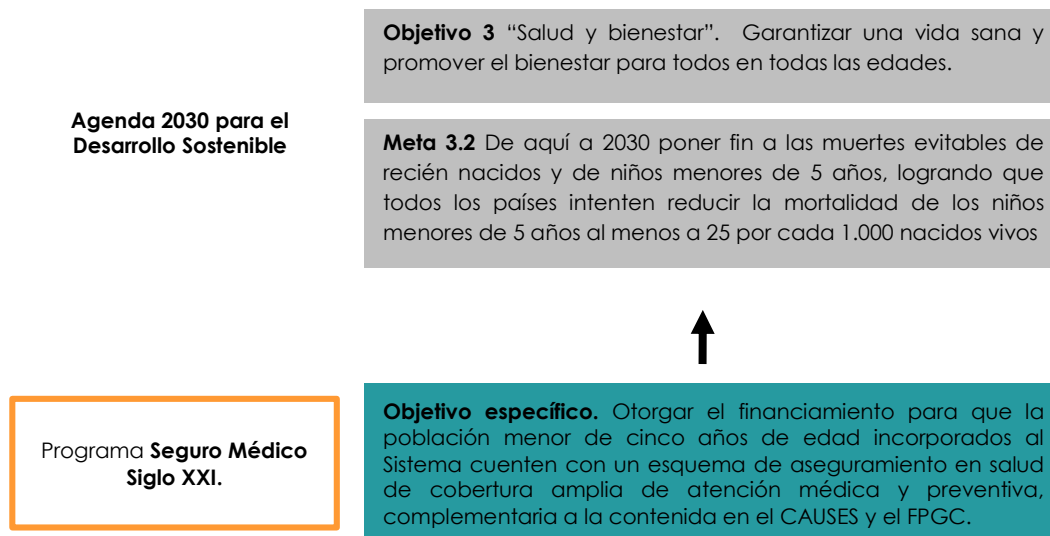 Objetivo 3 “Salud y bienestar”. Garantizar una vida sana y
promover el bienestar para todos en todas las edades.
Agenda 2030 para el
Desarrollo Sostenible
Meta 3.2 De aquí a 2030 poner fin a las muertes evitables de
recién nacidos y de niños menores de 5 años, logrando que
todos los países intenten reducir la mortalidad de los niños
menores de 5 años al menos a 25 por cada 1.000 nacidos vivos
Programa Seguro Médico
Siglo XXI.
Objetivo específico. Otorgar el financiamiento para que la
población menor de cinco años de edad incorporados al
Sistema cuenten con un esquema de aseguramiento en salud
de cobertura amplia de atención médica y preventiva,
complementaria a la contenida en el CAUSES y el FPGC.